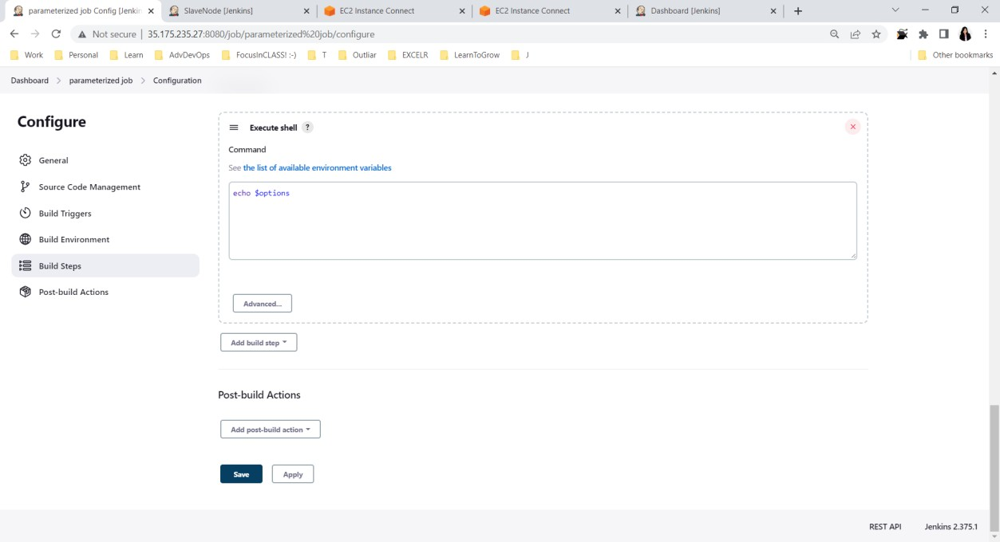 parameterized job Config [Jenkin
SlaveNode [Jenkins]
EC2 Instance Connect
EC2 Instance Connect
Dashboard [Jenkins]
Not secure | 35.175.235.27:8080/job/parameterized%20job/configure
Work Personal Learn AdvDevOps FocusInCLASS! :-) T Outliar EXCELR LearnToGrow J Other bookmarks
Dashboard > parameterized job > Configuration
Configure
General
Source Code Management
Build Triggers
Build Environment
Build Steps
Post-build Actions
Execute shell ?
Command
See the list of available environment variables
echo $options
Advanced...
Add build step
Post-build Actions
Add post-build action
Save Apply
REST API Jenkins 2.375.1